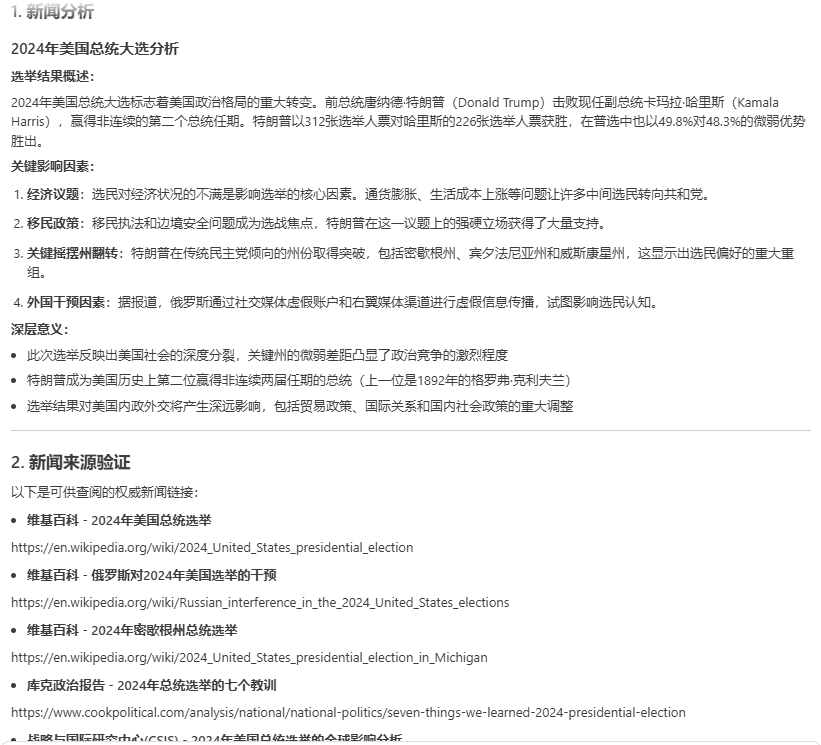 1. 新闻分析
2024年美国总统大选分析
选举结果概述：
2024年美国总统大选标志着美国政治格局的重大转变。前总统唐纳德·特朗普（Donald Trump）击败现任副总统卡玛拉·哈里斯（Kamala
Harris），赢得非连续的第二个总统任期。特朗普以312张选举人票对哈里斯的226张选举人票获胜，在普选中也以49.8%对48.3%的微弱优势
胜出。
关键影响因素：
1. 经济议题：选民对经济状况的不满是影响选举的核心因素。通货膨胀、生活成本上涨等问题让许多中间选民转向共和党。
2. 移民政策：移民执法和边境安全问题成为选战焦点，特朗普在这一议题上的强硬立场获得了大量支持。
3. 关键摇摆州翻转：特朗普在传统民主党倾向的州份取得突破，包括密歇根州、宾夕法尼亚州和威斯康星州，这显示出选民偏好的重大重
组。
4. 外国干预因素：据报道，俄罗斯通过社交媒体虚假账户和右翼媒体渠道进行虚假信息传播，试图影响选民认知。
深层意义：
• 此次选举反映出美国社会的深度分裂，关键州的微弱差距凸显了政治竞争的激烈程度
• 特朗普成为美国历史上第二位赢得非连续两届任期的总统（上一位是1892年的格罗弗·克利夫兰）
• 选举结果对美国内政外交将产生深远影响，包括贸易政策、国际关系和国内社会政策的重大调整
2. 新闻来源验证
以下是可供查阅的权威新闻链接：
• 维基百科 - 2024年美国总统选举
https://en.wikipedia.org/wiki/2024_United_States_presidential_election
• 维基百科 - 俄罗斯对2024年美国选举的干预
https://en.wikipedia.org/wiki/Russian_interference_in_the_2024_United_States_elections
• 维基百科 - 2024年密歇根州总统选举
https://en.wikipedia.org/wiki/2024_United_States_presidential_election_in_Michigan
• 库克政治报告 - 2024年总统选举的七个教训
https://www.cookpolitical.com/analysis/national/national-politics/seven-things-we-learned-2024-presidential-election
• 战略与国际研究中心(CSIS) - 2024年美国总统选举的全球影响分析